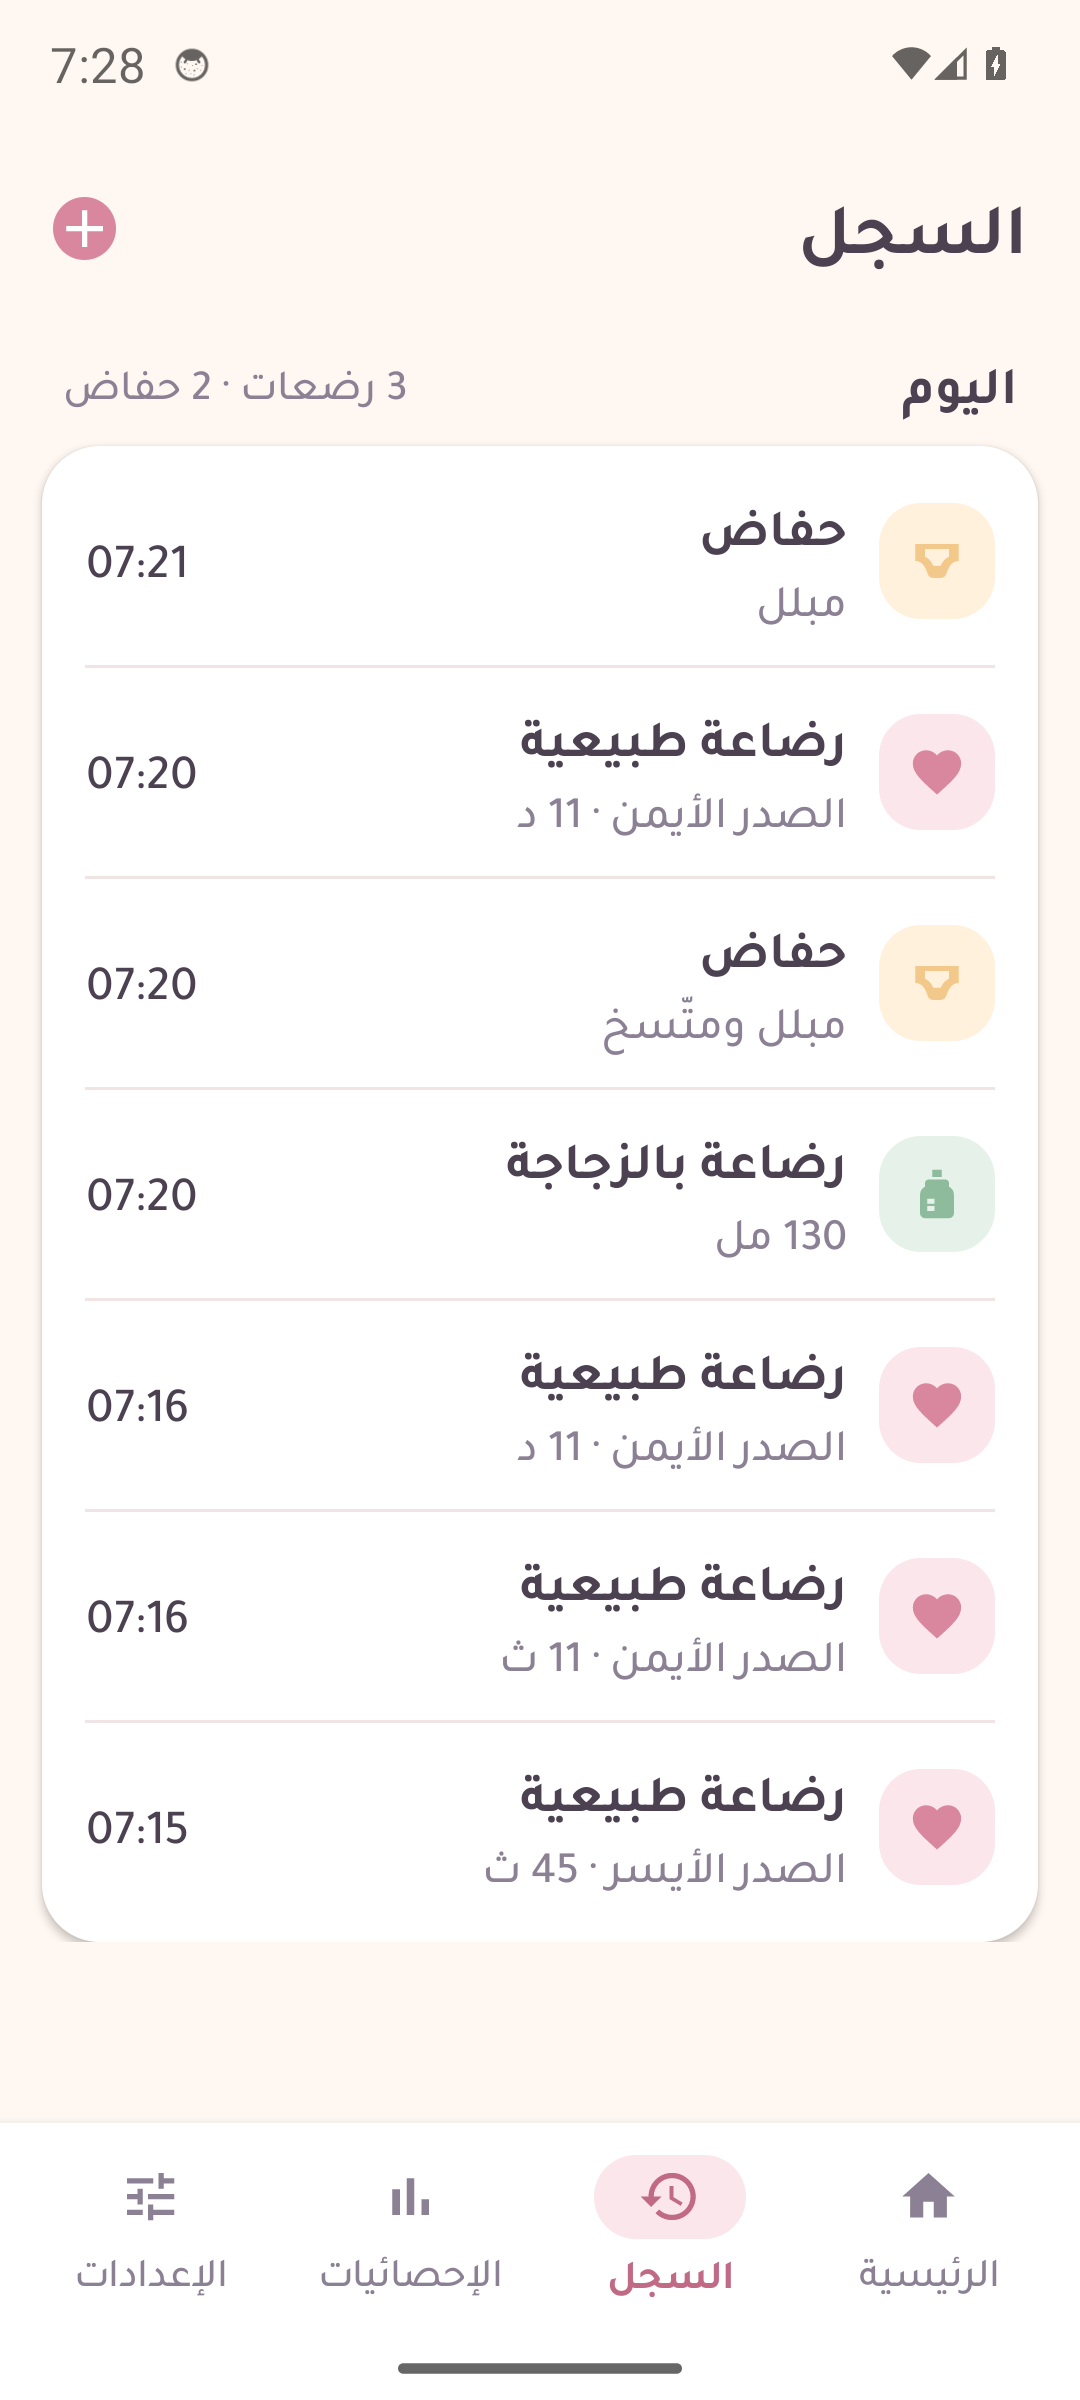 7:28
السجل
اليوم
3 رضعات · 2 حفاض
حفاض
07:21
مبلل
رضاعة طبيعية
07:20
الصدر الأيمن · 11 د
حفاض
07:20
مبلل ومتّسخ
رضاعة بالزجاجة
07:20
130 مل
رضاعة طبيعية
07:16
الصدر الأيمن · 11 د
رضاعة طبيعية
07:16
الصدر الأيمن · 11 ث
رضاعة طبيعية
07:15
الصدر الأيسر · 45 ث
الرئيسية
السجل
الإحصائيات
الإعدادات